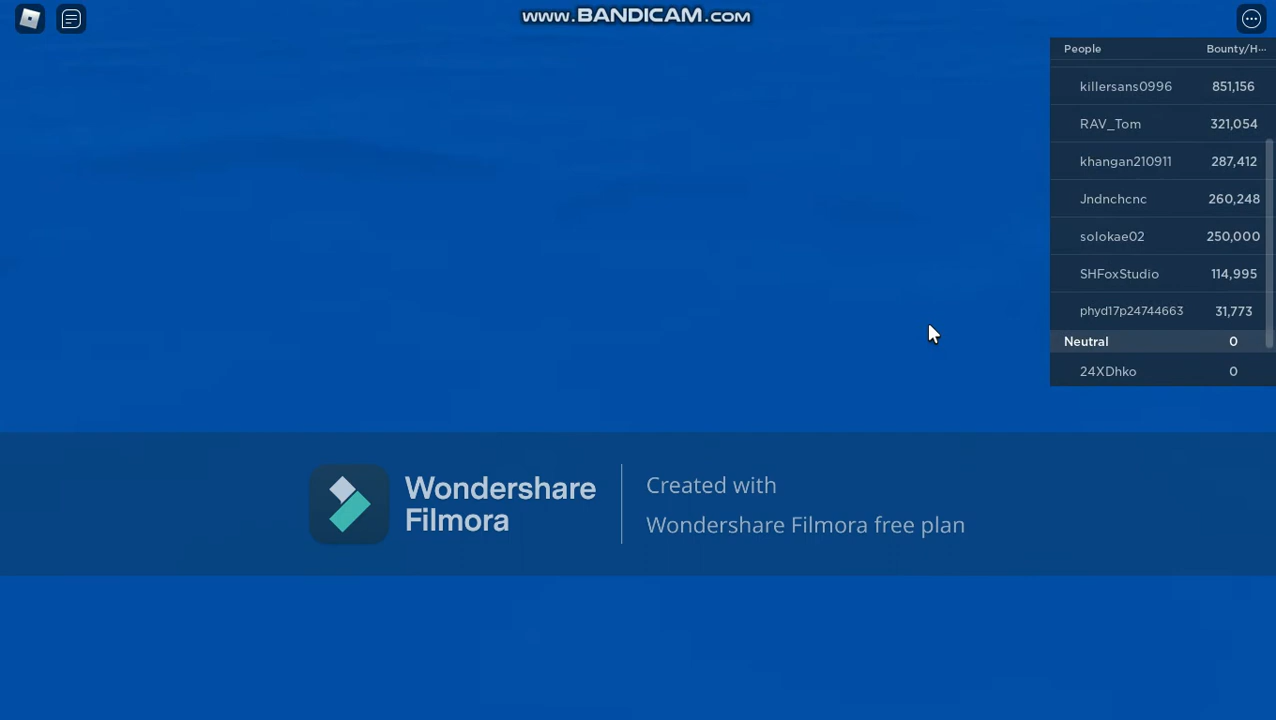 www.BANDICAM.com
People Bounty/H...
killersans0996 851,156
RAV_Tom 321,054
khangan210911 287,412
Jndnchcnc 260,248
solokae02 250,000
SHFoxStudio 114,995
phyd17p24744663 31,773
Neutral 0
24XDhko 0
Wondershare
Filmora
Created with
Wondershare Filmora free plan